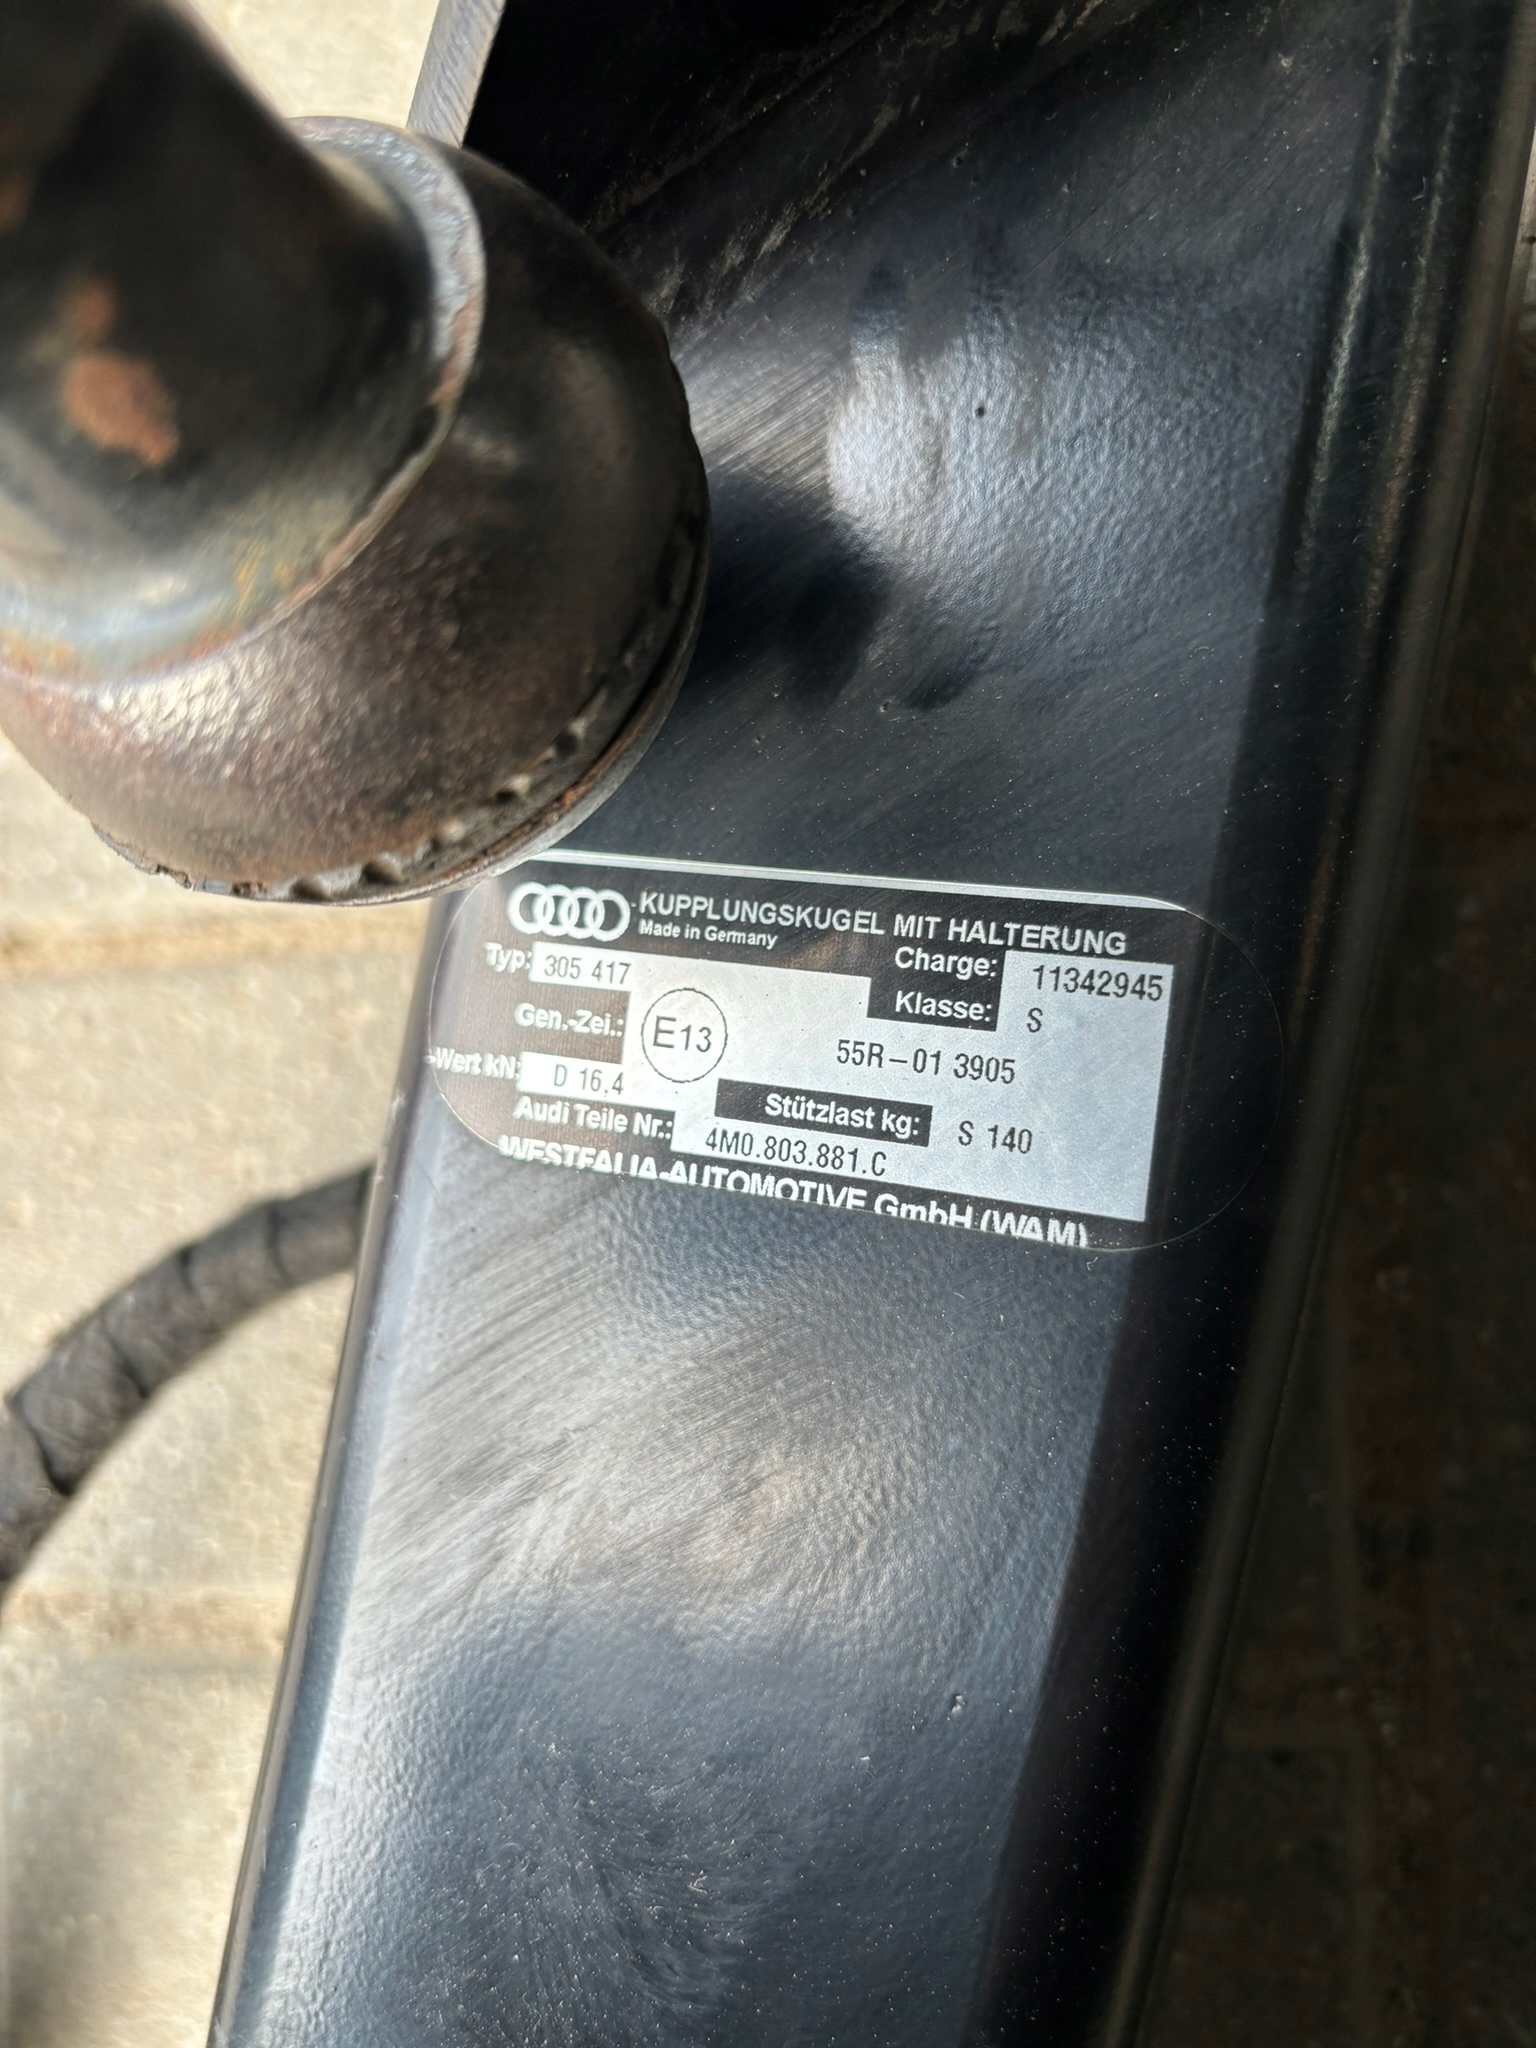 KUPPLUNGSKUGEL MIT HALTERUNG
Made in Germany
Typ: 305 417
Charge: 11342945
Klasse: S
Gen.-Zei.: E13 55R-01 3905
-Wert kN: D 16,4
Stützlast kg: S 140
Audi Teile Nr.: 4M0.803.881.C
WESTFALIA-AUTOMOTIVE GmbH (WAM)